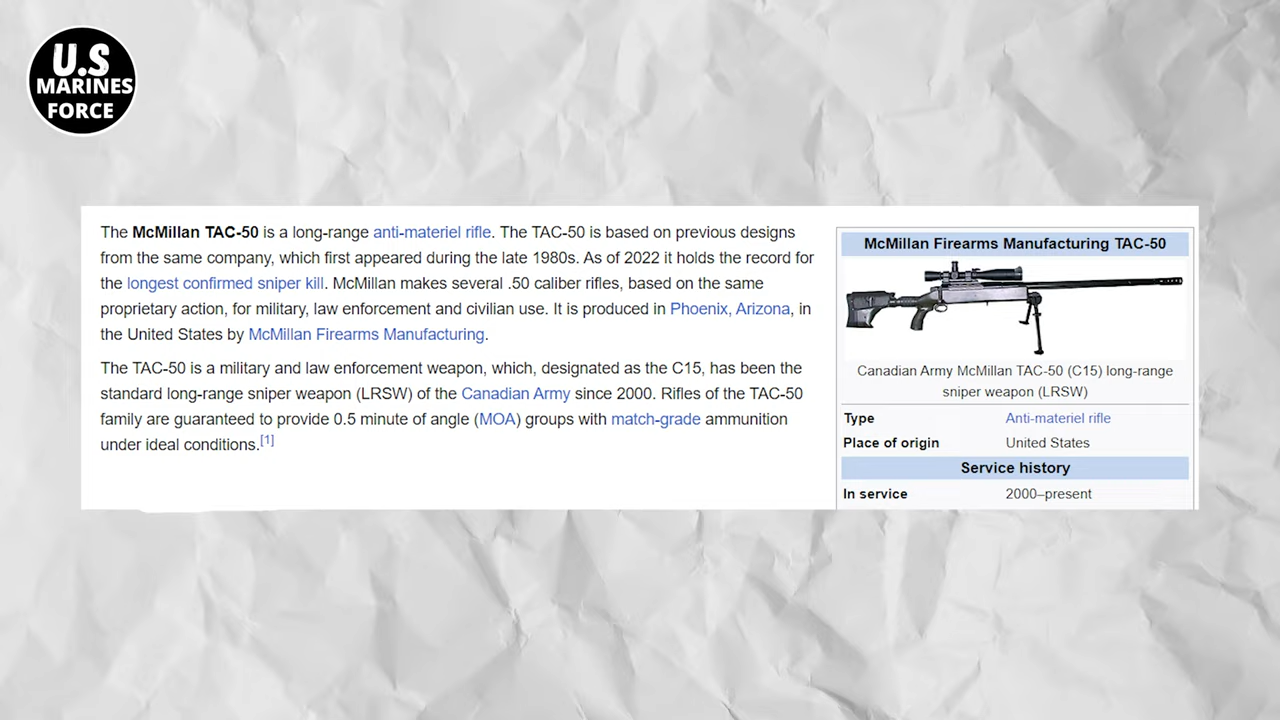 U.S
MARINES
FORCE
The McMillan TAC-50 is a long-range anti-materiel rifle. The TAC-50 is based on previous designs
from the same company, which first appeared during the late 1980s. As of 2022 it holds the record for
the longest confirmed sniper kill. McMillan makes several .50 caliber rifles, based on the same
proprietary action, for military, law enforcement and civilian use. It is produced in Phoenix, Arizona, in
the United States by McMillan Firearms Manufacturing.
The TAC-50 is a military and law enforcement weapon, which, designated as the C15, has been the
standard long-range sniper weapon (LRSW) of the Canadian Army since 2000. Rifles of the TAC-50
family are guaranteed to provide 0.5 minute of angle (MOA) groups with match-grade ammunition
under ideal conditions.[1]
McMillan Firearms Manufacturing TAC-50
Canadian Army McMillan TAC-50 (C15) long-range
sniper weapon (LRSW)
Type Anti-materiel rifle
Place of origin United States
Service history
In service 2000–present